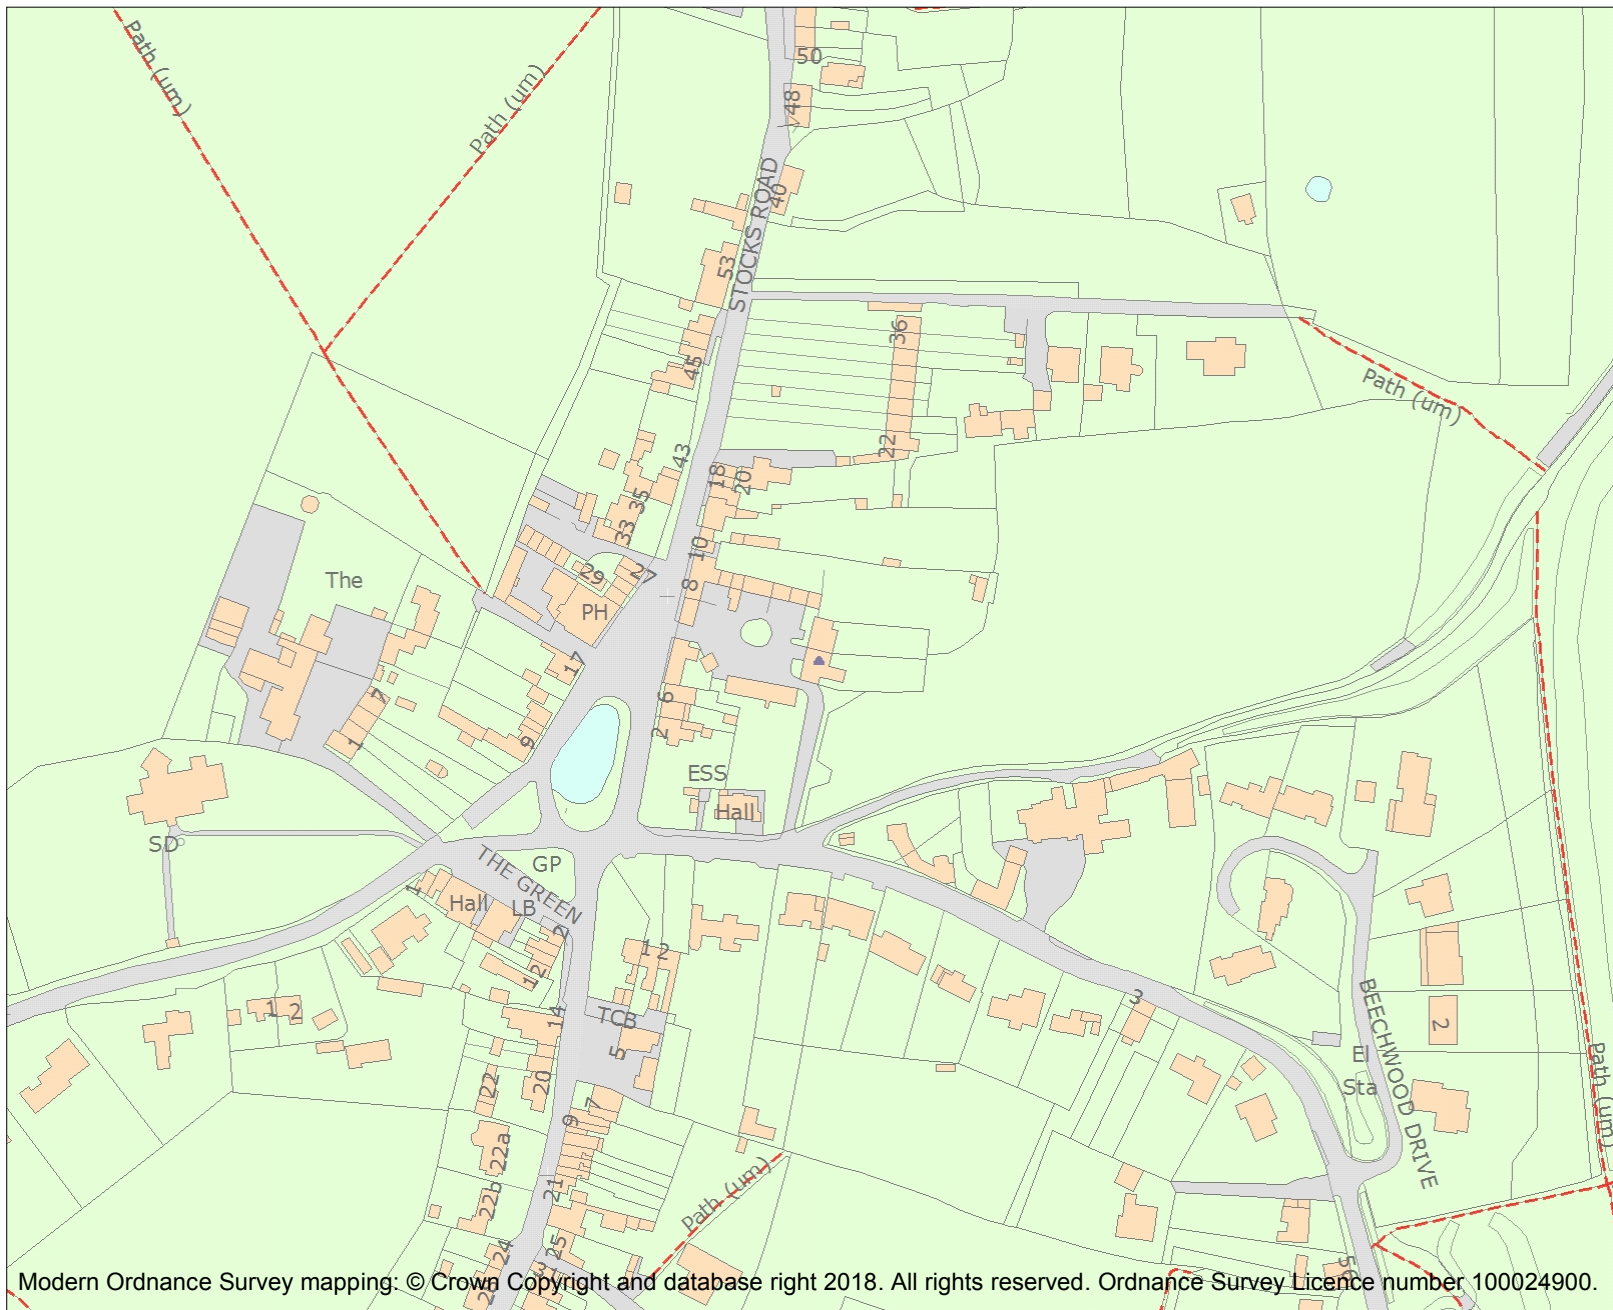 Path (um)
Path (um)
50
48
40
STOCKS ROAD
53
45
36
Path (um)
43
22
18
20
35
33
10
The
29
27
8
PH
17
7
6
1
9
2
ESS
Hall
SD
GP
THE GREEN
1
Hall
LB
2
12
1 2
3
BEECHWOOD DRIVE
1 2
14
TCB
2
5
El
Sta
22
20
7
9
Path (um)
22a
21
Path (um)
22b
24
25
31
Modern Ordnance Survey mapping: © Crown Copyright and database right 2018. All rights reserved. Ordnance Survey Licence number 100024900.